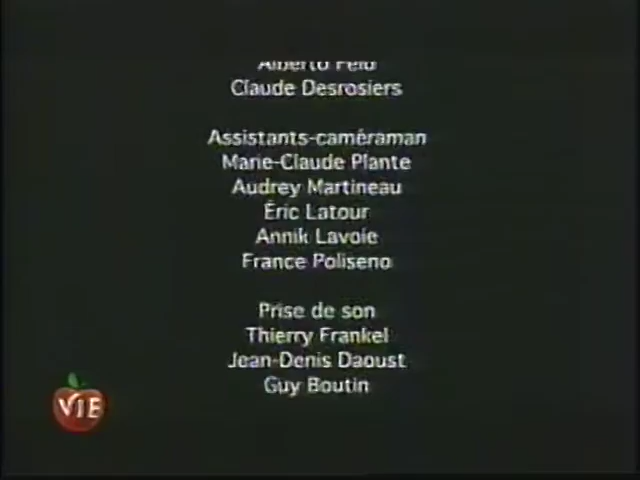 Claude Desrosiers
Assistants-caméraman
Marie-Claude Plante
Audrey Martineau
Éric Latour
Annik Lavoie
France Poliseno
Prise de son
Thierry Frankel
Jean-Denis Daoust
Guy Boutin
VIE